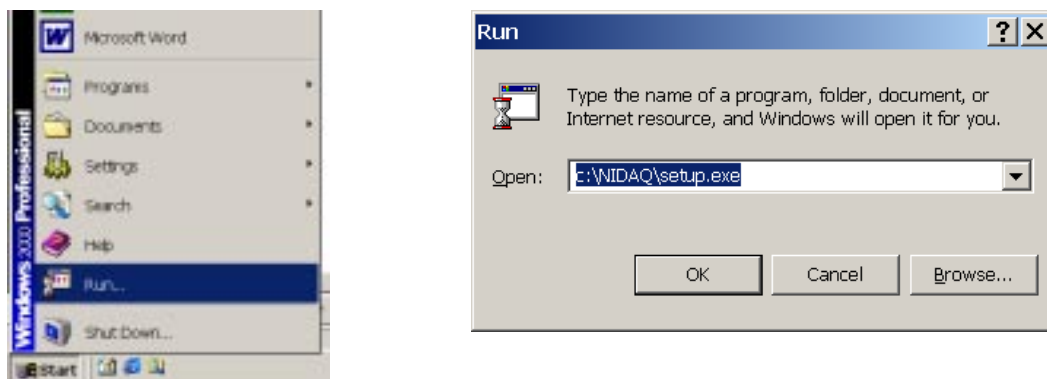 Microsoft Word
Programs
Documents
Settings
Search
Help
Run...
Shut Down...
Windows 2000 Professional
Start
Run
Type the name of a program, folder, document, or
Internet resource, and Windows will open it for you.
Open:
c:\NIDAQ\setup.exe
OK
Cancel
Browse...